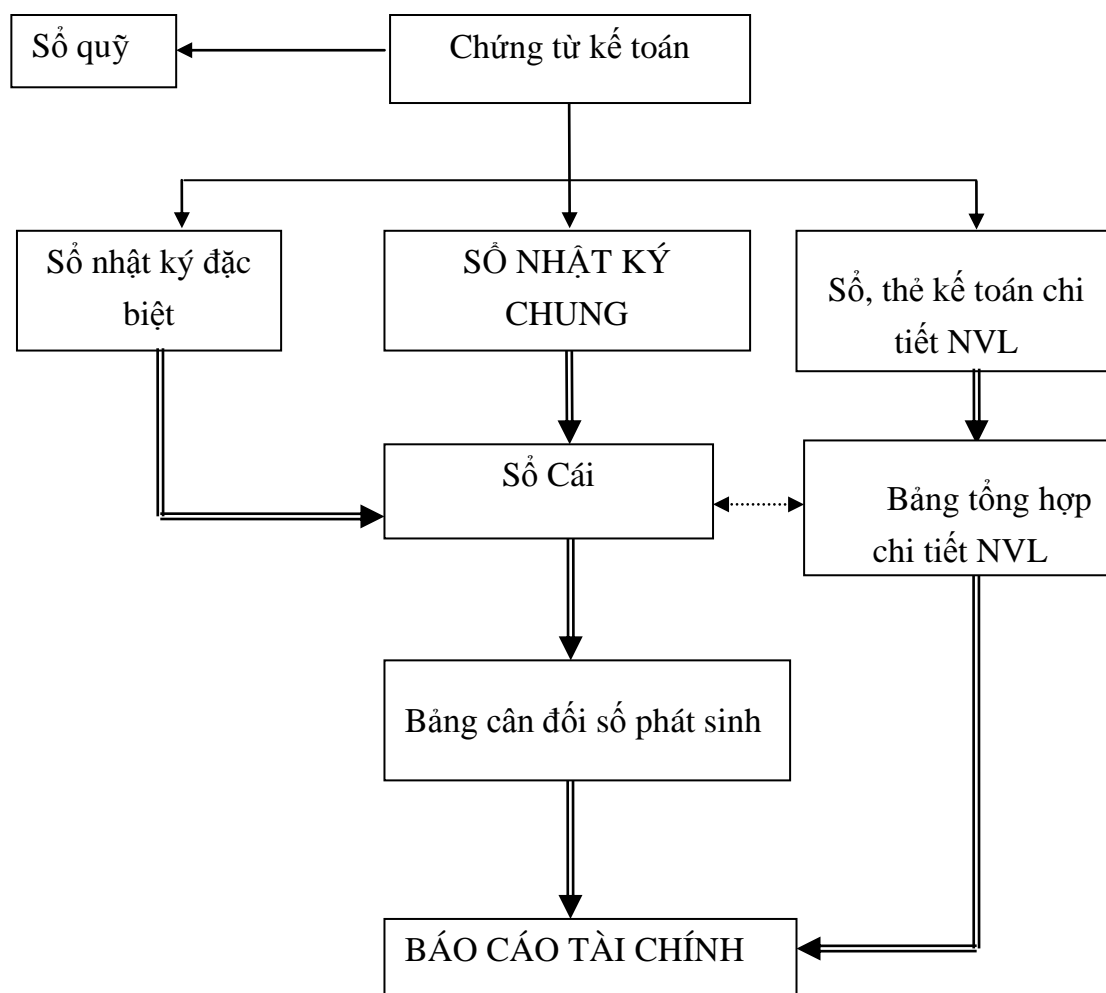 Sổ quỹ
Chứng từ kế toán
Sổ nhật ký đặc
biệt
SỔ NHẬT KÝ
CHUNG
Sổ, thẻ kế toán chi
tiết NVL
Sổ Cái
Bảng tổng hợp
chi tiết NVL
Bảng cân đối số phát sinh
BÁO CÁO TÀI CHÍNH